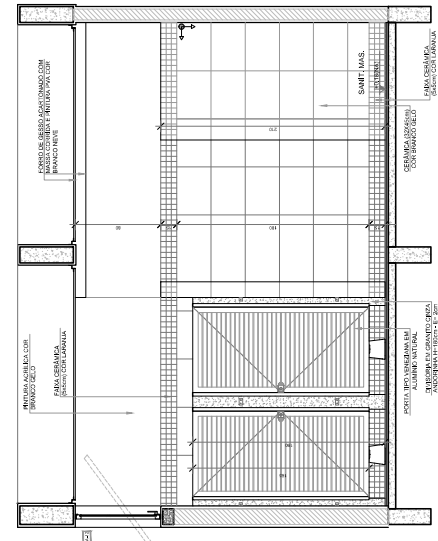 PINTURA ACRÍLICA COR
BRANCO GELO
FAIXA CERÂMICA
(5x5cm) COR LARANJA
FORRO DE GESSO ACARTONADO COM
MASSA CORRIDA E PINTURA PVA COR
BRANCO NEVE
SANIT. MAS.
FAIXA CERÂMICA
(5x5cm) COR LARANJA
CERÂMICA (32X45cm)
COR BRANCO GELO
PORTA TIPO VENEZIANA EM
ALUMÍNIO NATURAL
DIVISÓRIA EM GRANITO CINZA
ANDORINHA H=180cm - E= 2cm
212
180